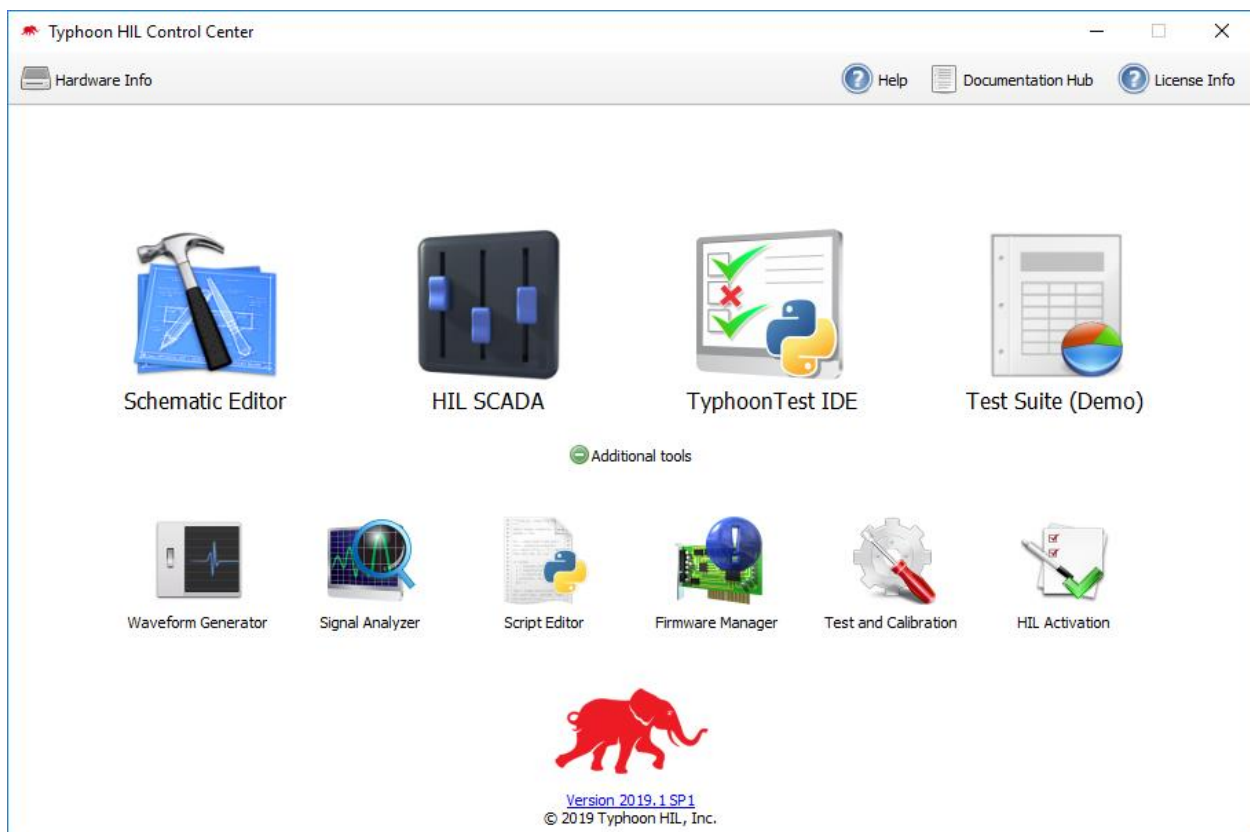 Typhoon HIL Control Center
Hardware Info
Help
Documentation Hub
License Info
Schematic Editor
HIL SCADA
TyphoonTest IDE
Test Suite (Demo)
Additional tools
Waveform Generator
Signal Analyzer
Script Editor
Firmware Manager
Test and Calibration
HIL Activation
Version 2019.1 SP1
© 2019 Typhoon HIL, Inc.